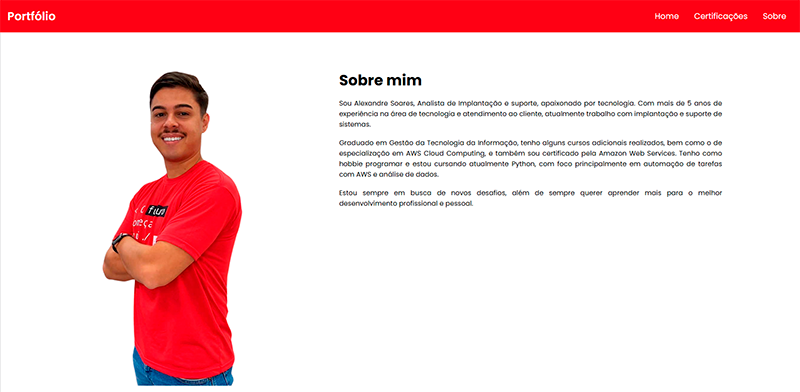 Portfólio
Home Certificações Sobre
Sobre mim
Sou Alexandre Soares, Analista de Implantação e suporte, apaixonado por tecnologia. Com mais de 5 anos de
experiência na área de tecnologia e atendimento ao cliente, atualmente trabalho com implantação e suporte de
sistemas.
Graduado em Gestão da Tecnologia da Informação, tenho alguns cursos adicionais realizados, bem como o de
especialização em AWS Cloud Computing, e também sou certificado pela Amazon Web Services. Tenho como
hobbie programar e estou cursando atualmente Python, com foco principalmente em automação de tarefas
com AWS e análise de dados.
Estou sempre em busca de novos desafios, além de sempre querer aprender mais para o melhor
desenvolvimento profissional e pessoal.